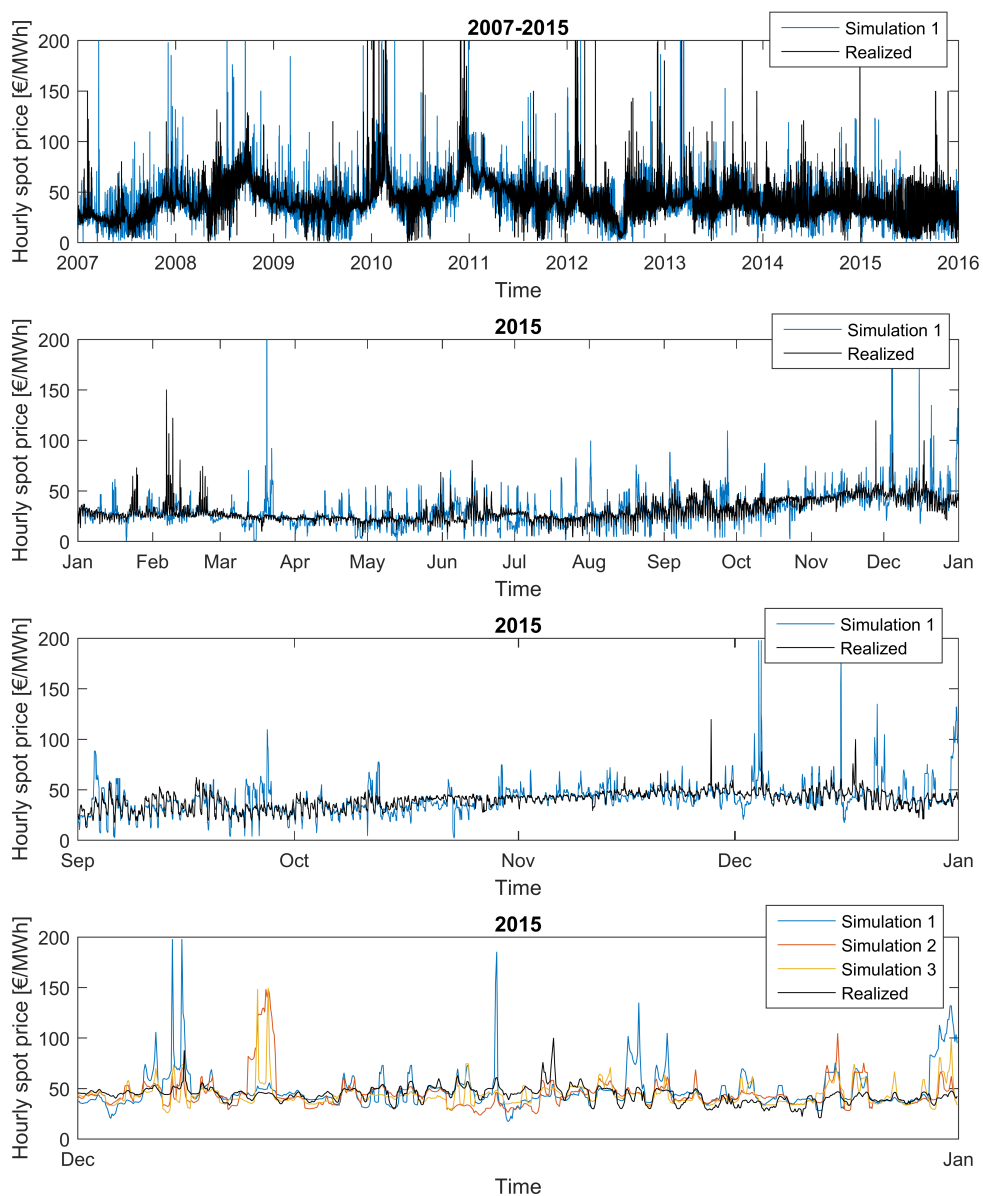 2007-2015
Simulation 1
Realized
Hourly spot price [€/MWh]
200
150
100
50
0
2007 2008 2009 2010 2011 2012 2013 2014 2015 2016
Time
2015
Simulation 1
Realized
Hourly spot price [€/MWh]
200
150
100
50
0
Jan Feb Mar Apr May Jun Jul Aug Sep Oct Nov Dec Jan
Time
2015
Simulation 1
Realized
Hourly spot price [€/MWh]
200
150
100
50
0
Sep Oct Nov Dec Jan
Time
2015
Simulation 1
Simulation 2
Simulation 3
Realized
Hourly spot price [€/MWh]
200
150
100
50
0
Dec Jan
Time